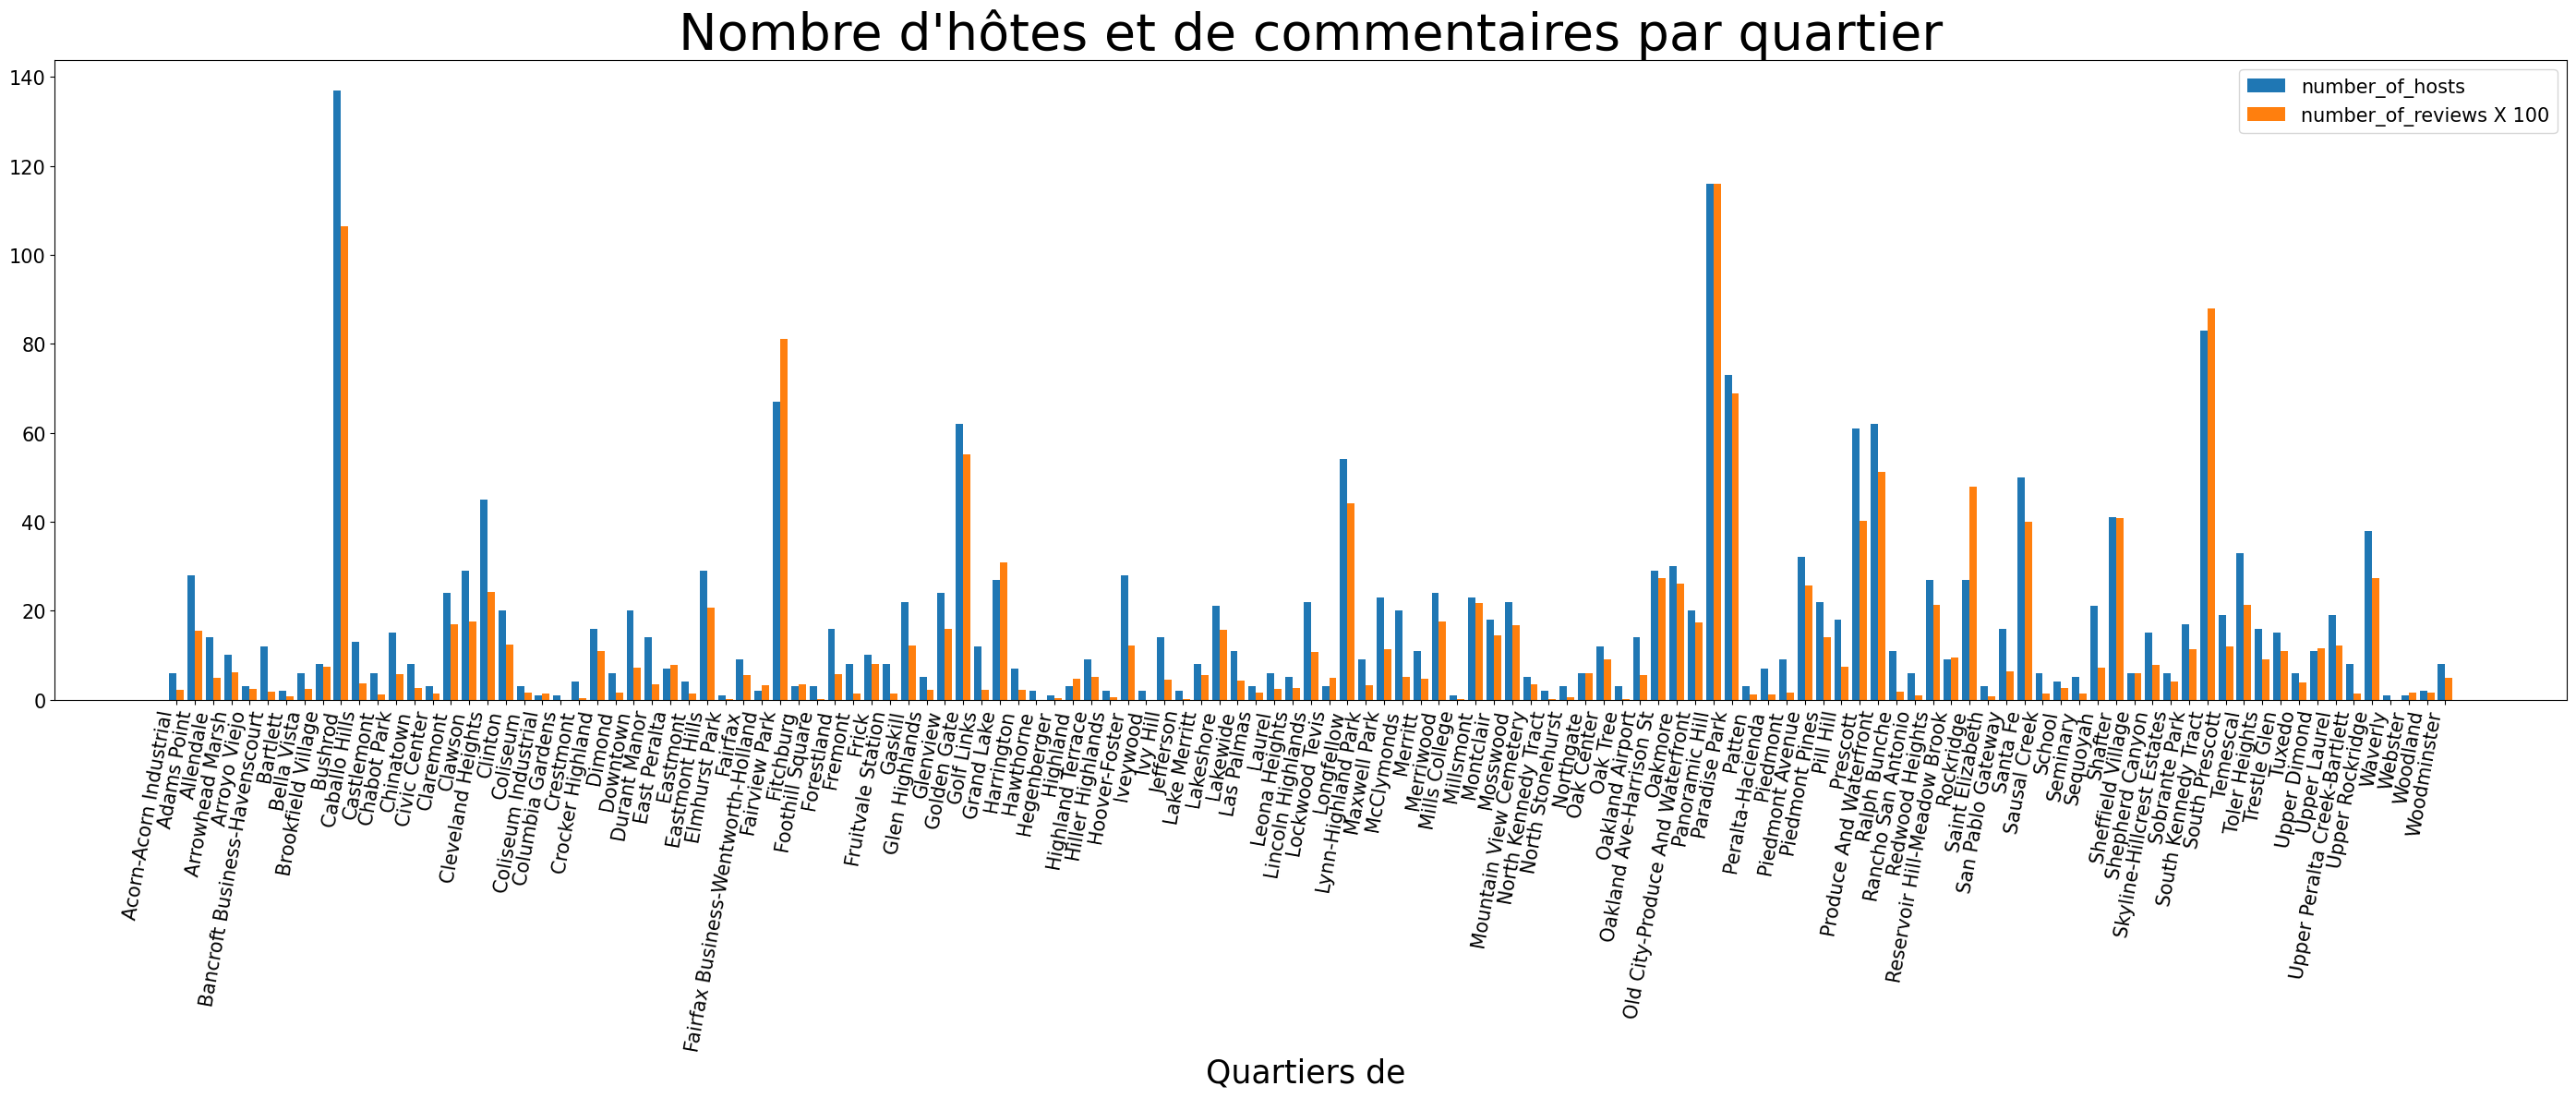 Nombre d'hôtes et de commentaires par quartier
number_of_hosts
number_of_reviews X 100
140
120
100
80
60
40
20
0
Acorn-Acorn Industrial
Adams Point
Allendale
Arrowhead Marsh
Arroyo Viejo
Bancroft Business-Havenscourt
Bartlett
Bella Vista
Brookfield Village
Bushrod
Caballo Hills
Castlemont
Chabot Park
Chinatown
Civic Center
Claremont
Clawson
Cleveland Heights
Clinton
Coliseum
Coliseum Industrial
Columbia Gardens
Crestmont
Crocker Highland
Dimond
Downtown
Durant Manor
East Peralta
Eastmont
Eastmont Hills
Elmhurst Park
Fairfax
Fairfax Business-Wentworth-Holland
Fairview Park
Fitchburg
Foothill Square
Forestland
Fremont
Frick
Fruitvale Station
Gaskill
Glen Highlands
Glenview
Golden Gate
Golf Links
Grand Lake
Harrington
Hawthorne
Hegenberger
Highland
Highland Terrace
Hiller Highlands
Hoover-Foster
Iveywood
Ivy Hill
Jefferson
Lake Merritt
Lakeshore
Lakewide
Las Palmas
Laurel
Leona Heights
Lincoln Highlands
Lockwood Tevis
Longfellow
Lynn-Highland Park
Maxwell Park
McClymonds
Merritt
Merriwood
Mills College
Millsmont
Montclair
Mosswood
Mountain View Cemetery
North Kennedy Tract
North Stonehurst
Northgate
Oak Center
Oak Tree
Oakland Airport
Oakland Ave-Harrison St
Oakmore
Old City-Produce And Waterfront
Panoramic Hill
Paradise Park
Patten
Peralta-Hacienda
Piedmont
Piedmont Avenue
Piedmont Pines
Pill Hill
Prescott
Produce And Waterfront
Ralph Bunche
Rancho San Antonio
Redwood Heights
Reservoir Hill-Meadow Brook
Rockridge
Saint Elizabeth
San Pablo Gateway
Santa Fe
Sausal Creek
School
Seminary
Sequoyah
Shafter
Sheffield Village
Shepherd Canyon
Skyline-Hillcrest Estates
Sobrante Park
South Kennedy Tract
South Prescott
Temescal
Toler Heights
Trestle Glen
Tuxedo
Upper Dimond
Upper Laurel
Upper Peralta Creek-Bartlett
Upper Rockridge
Waverly
Webster
Woodland
Woodminster
Quartiers de